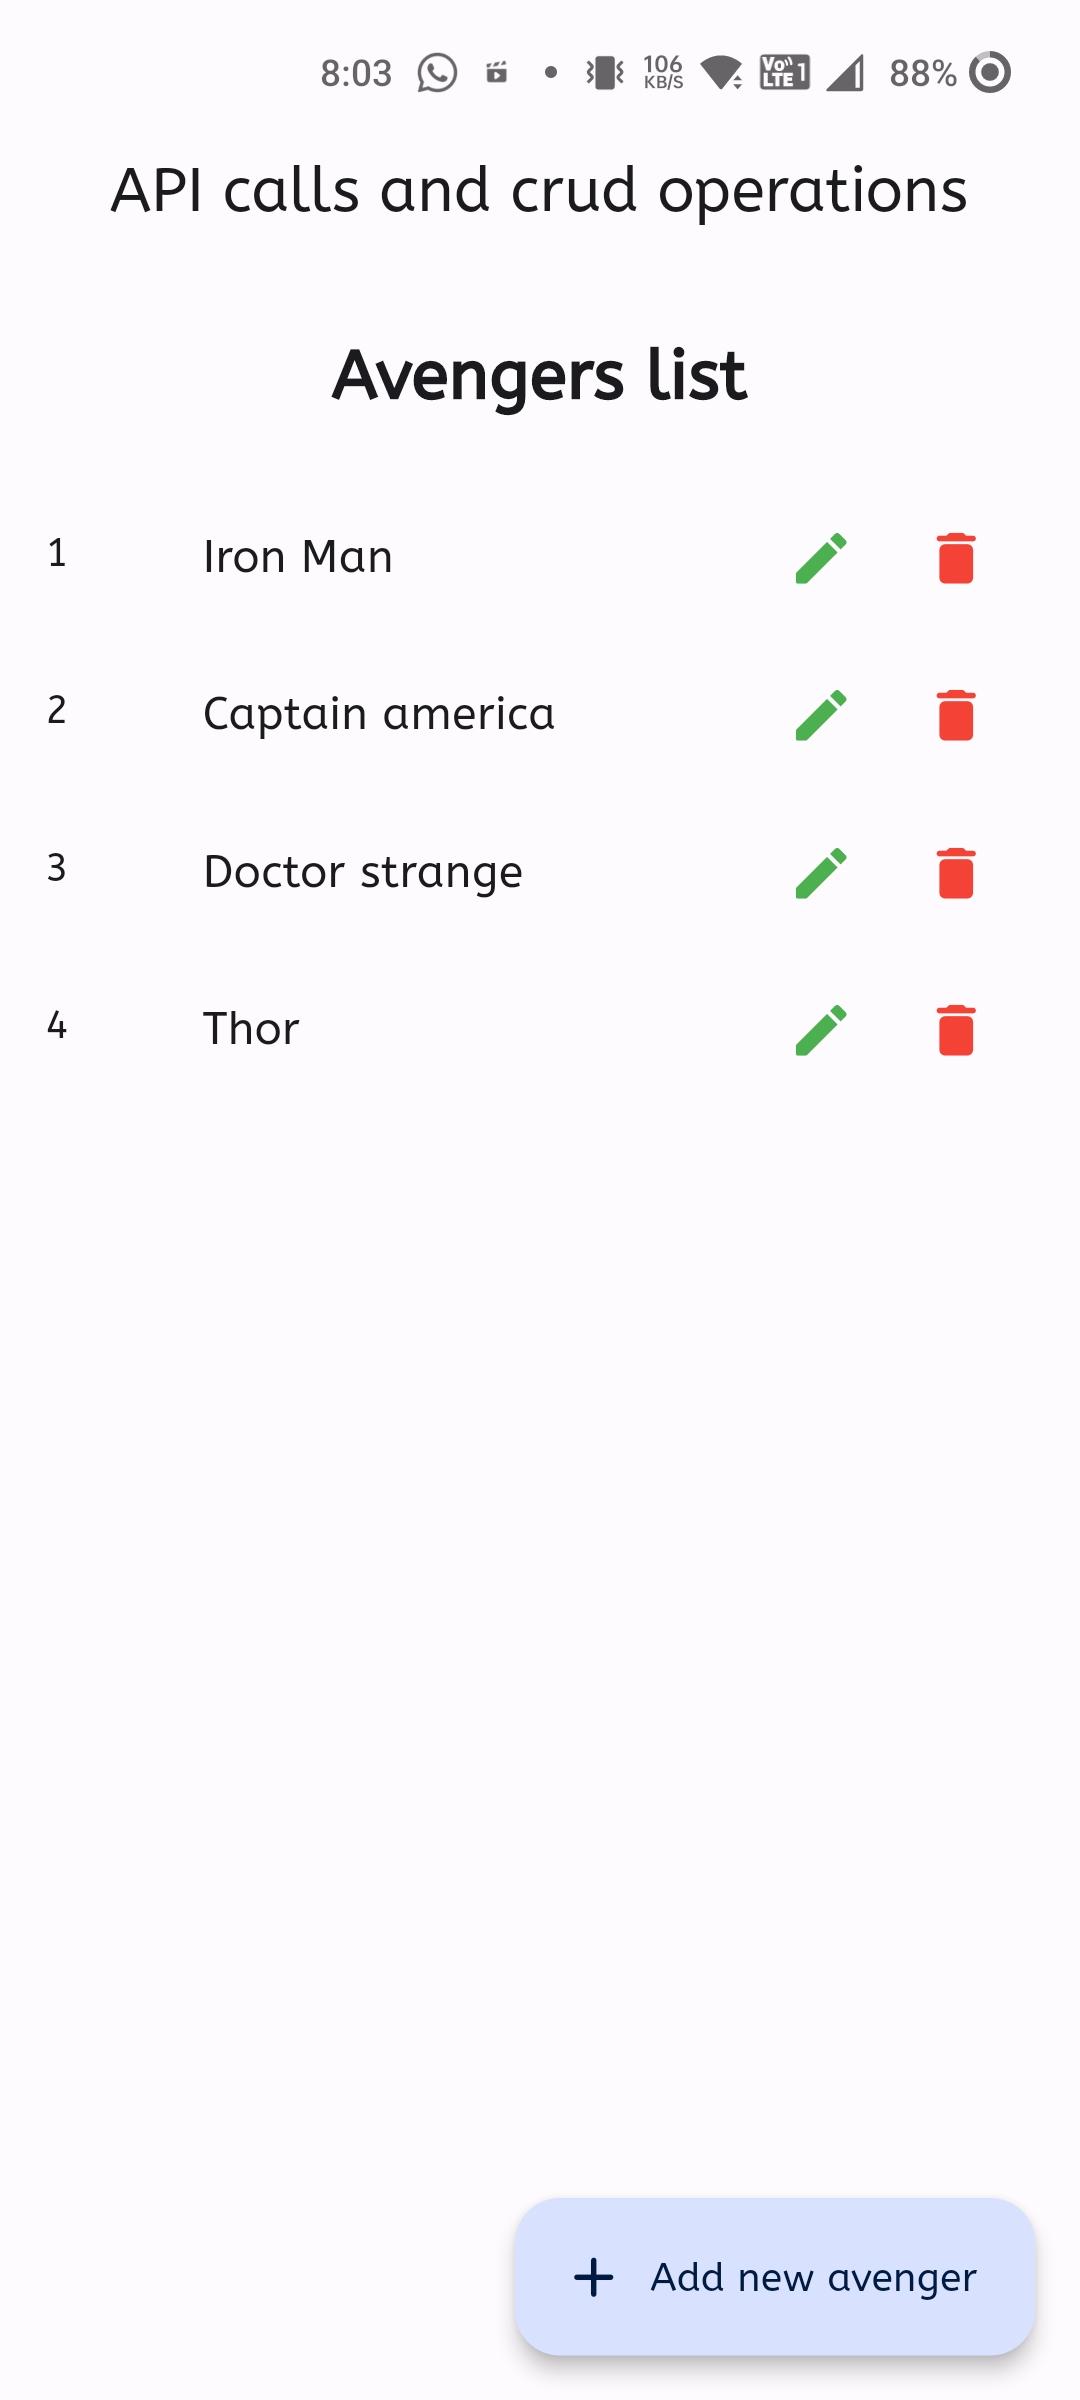 8:03 106 KB/S Vo LTE 1 88%
API calls and crud operations
Avengers list
1 Iron Man
2 Captain america
3 Doctor strange
4 Thor
Add new avenger